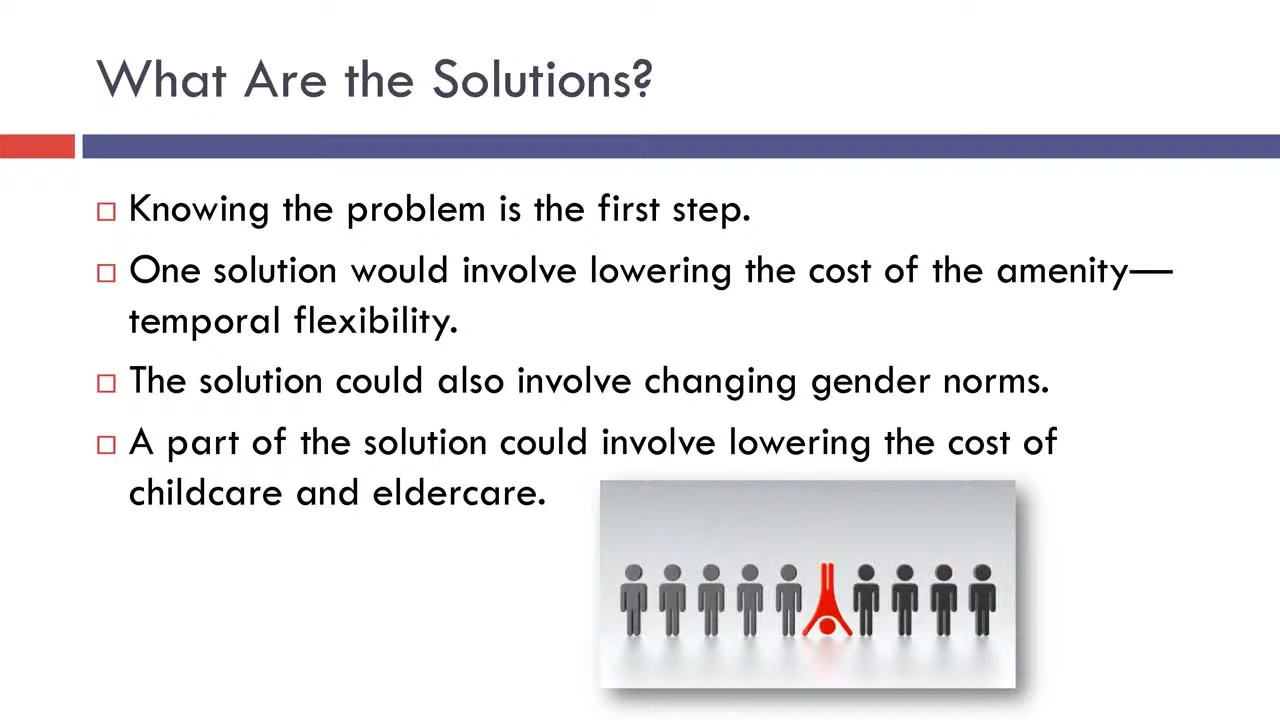 What Are the Solutions?
Knowing the problem is the first step.
One solution would involve lowering the cost of the amenity—
temporal flexibility.
The solution could also involve changing gender norms.
A part of the solution could involve lowering the cost of
childcare and eldercare.